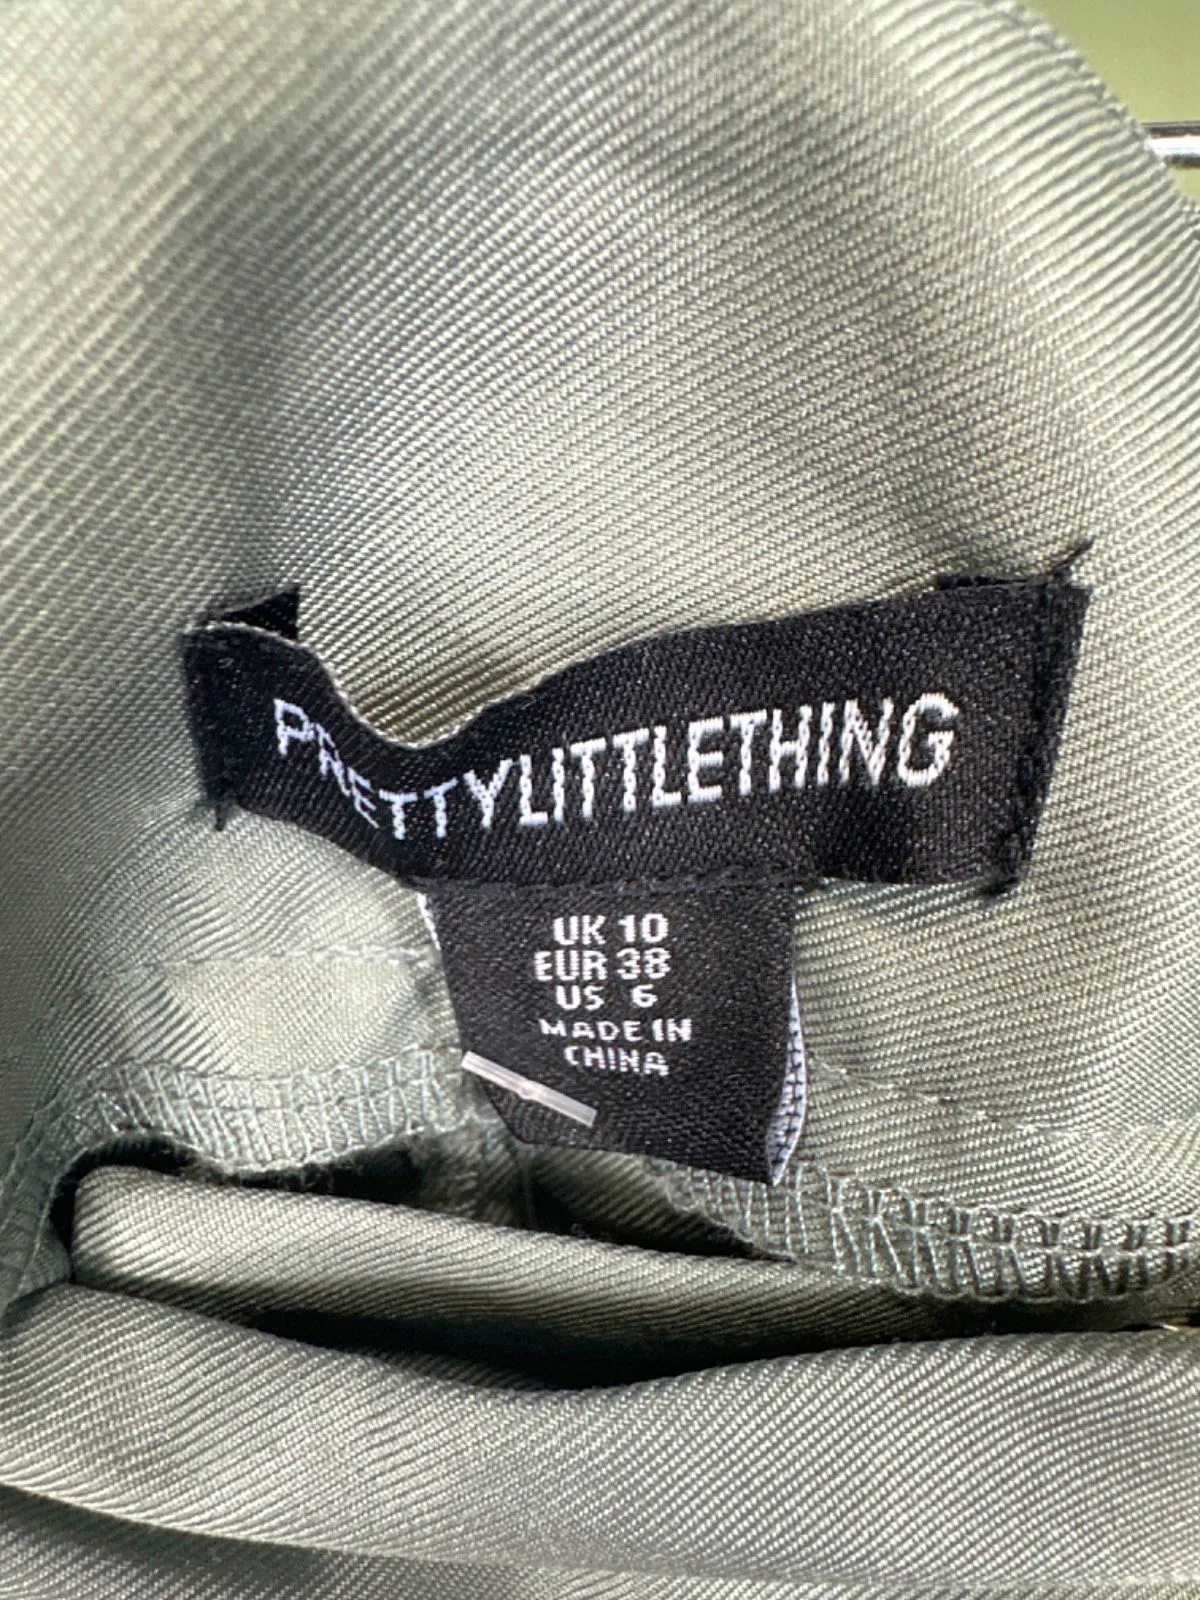 PRETTYLITTLETHING
UK 10
EUR 38
US 6
MADE IN
CHINA